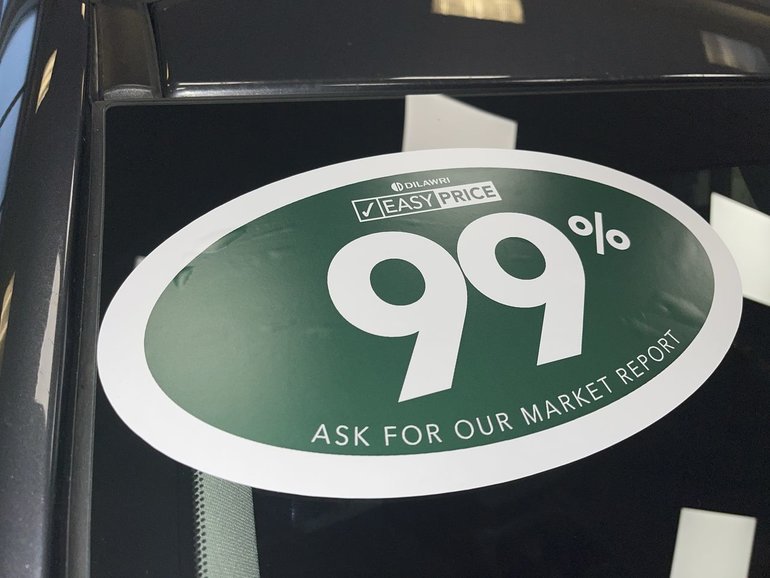 DILAWRI
✓ EASY PRICE
99%
ASK FOR OUR MARKET REPORT